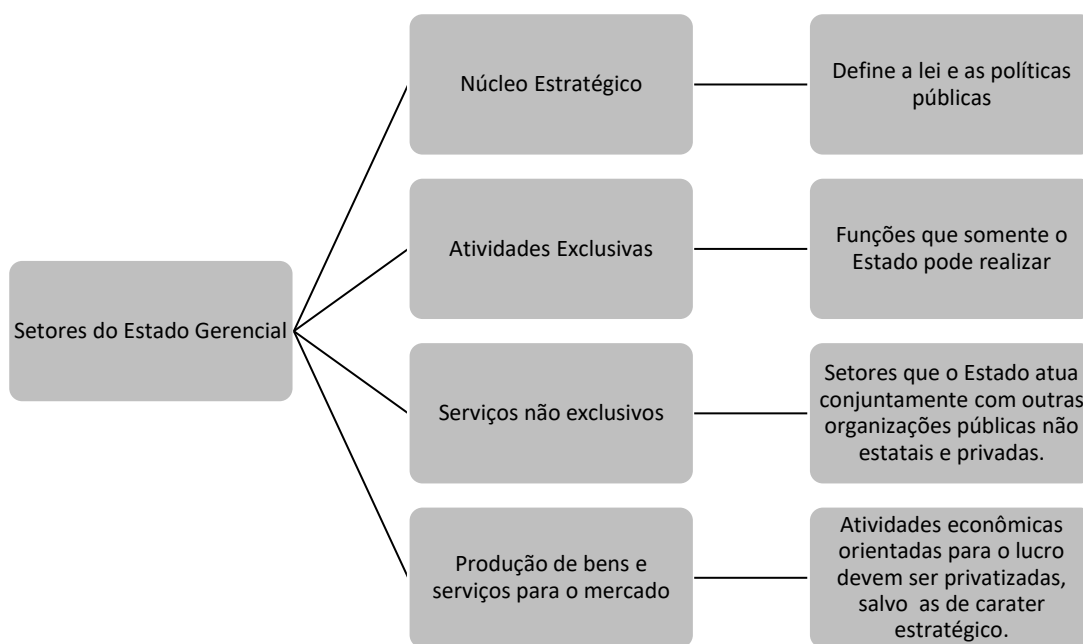 Núcleo Estratégico
Define a lei e as políticas
públicas
Atividades Exclusivas
Funções que somente o
Estado pode realizar
Setores do Estado Gerencial
Serviços não exclusivos
Setores que o Estado atua
conjuntamente com outras
organizações públicas não
estatais e privadas.
Produção de bens e
serviços para o mercado
Atividades econômicas
orientadas para o lucro
devem ser privatizadas,
salvo as de carater
estratégico.